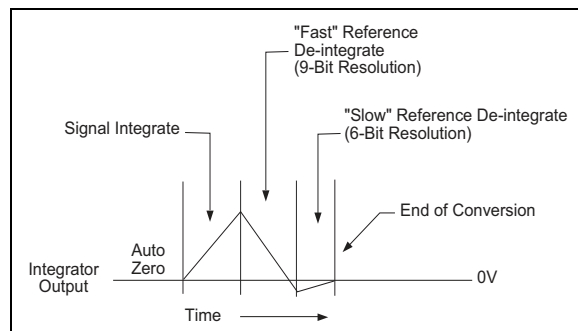 "Fast" Reference
De-integrate
(9-Bit Resolution)
"Slow" Reference De-integrate
(6-Bit Resolution)
Signal Integrate
End of Conversion
Auto
Zero
Integrator
Output
0V
Time